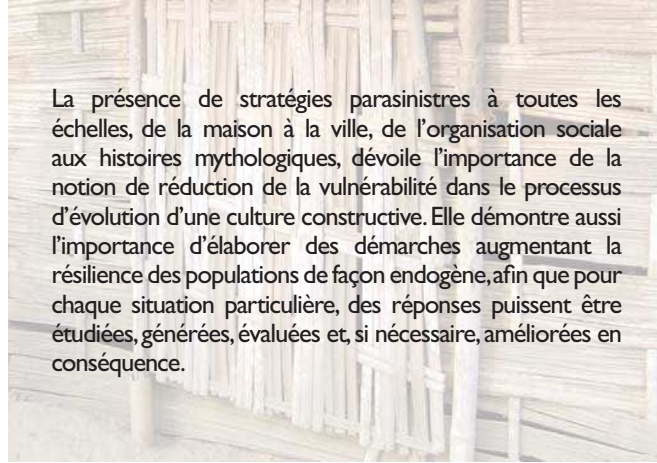 La présence de stratégies parasinistres à toutes les
échelles, de la maison à la ville, de l’organisation sociale
aux histoires mythologiques, dévoile l’importance de la
notion de réduction de la vulnérabilité dans le processus
d’évolution d’une culture constructive. Elle démontre aussi
l’importance d’élaborer des démarches augmentant la
résilience des populations de façon endogène, afin que pour
chaque situation particulière, des réponses puissent être
étudiées, générées, évaluées et, si nécessaire, améliorées en
conséquence.